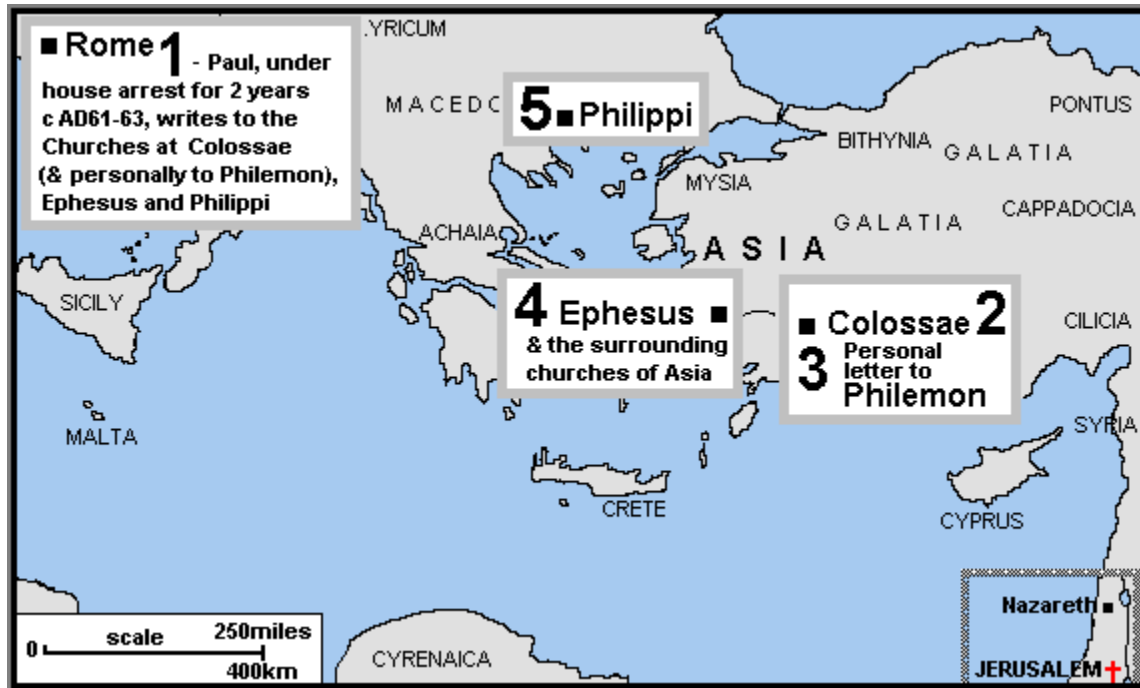 ■ Rome 1 - Paul, under
house arrest for 2 years
c AD61-63, writes to the
Churches at Colossae
(& personally to Philemon),
Ephesus and Philippi
.YRICUM
MACEDO
5 ■ Philippi
PONTUS
BITHYNIA
GALATIA
MYSIA
CAPPADOCIA
GALATIA
ACHAIA
ASIA
SICILY
4 Ephesus ■
& the surrounding
churches of Asia
■ Colossae 2
3 Personal
letter to
Philemon
CILICIA
MALTA
SYRIA
CRETE
CYPRUS
Nazareth ■
JERUSALEM
scale 250miles
0
400km
CYRENAICA